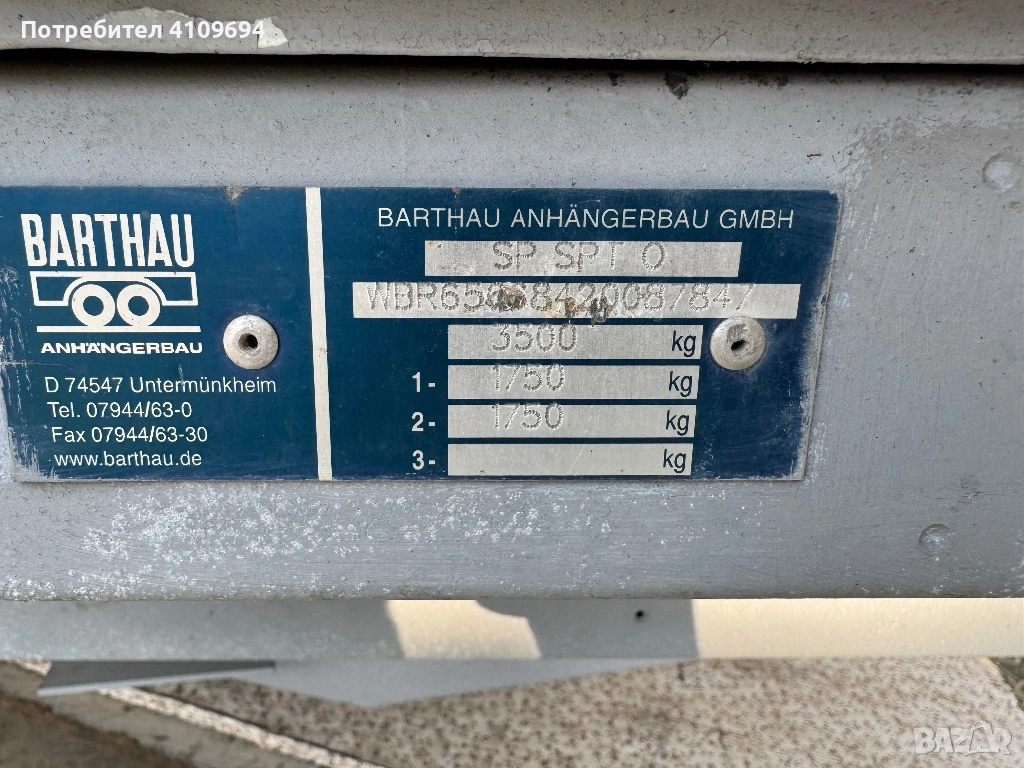 Потребител 4109694
BARTHAU
ANHÄNGERBAU
D 74547 Untermünkheim
Tel. 07944/63-0
Fax 07944/63-30
www.barthau.de
BARTHAU ANHÄNGERBAU GMBH
SP SPT O
3500 kg
1- 1750 kg
2- 1750 kg
3- kg
BAZAR